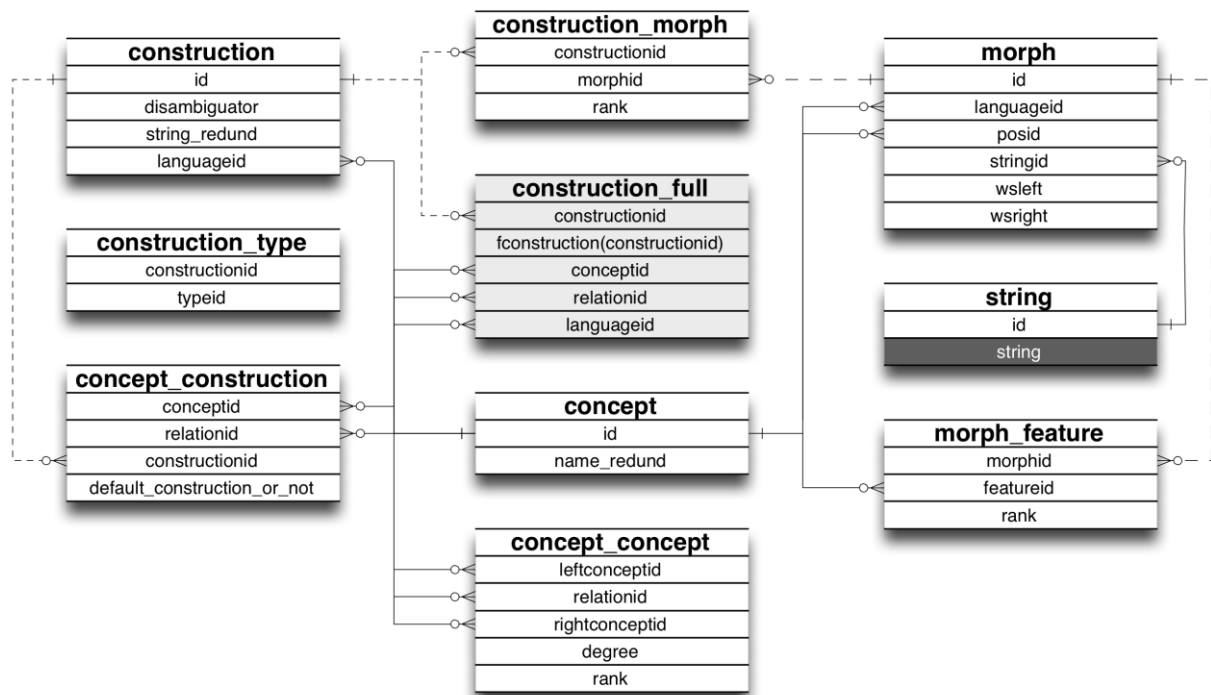 construction
id
disambiguator
string_redund
languageid
construction_type
constructionid
typeid
concept_construction
conceptid
relationid
constructionid
default_construction_or_not
construction_morph
constructionid
morphid
rank
construction_full
constructionid
fconstruction(constructionid)
conceptid
relationid
languageid
concept
id
name_redund
concept_concept
leftconceptid
relationid
rightconceptid
degree
rank
morph
id
languageid
posid
stringid
wsleft
wsright
string
id
string
morph_feature
morphid
featureid
rank